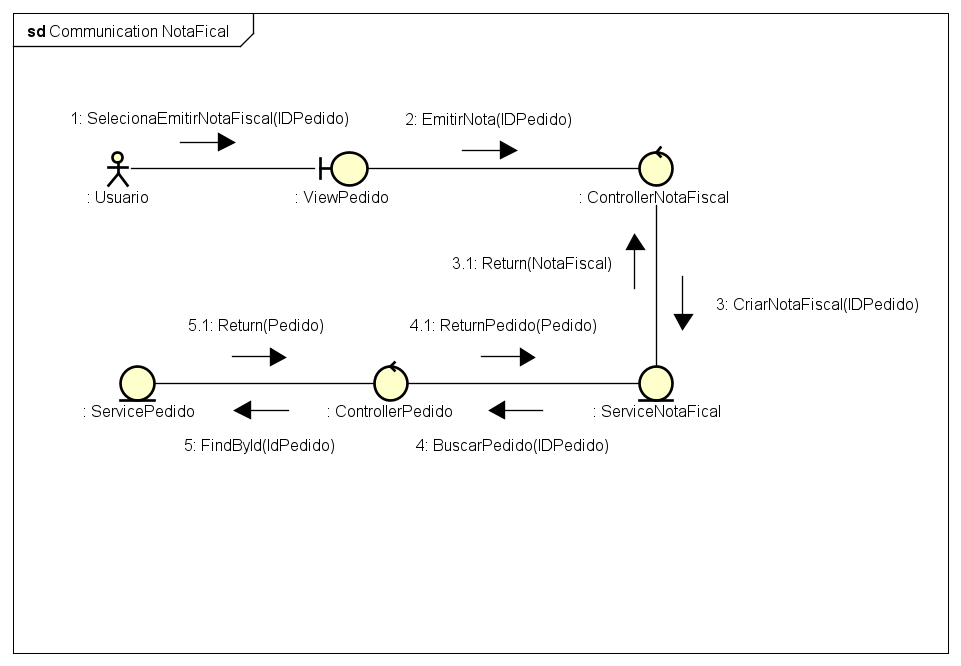 sd Communication NotaFical
1: SelecionaEmitirNotaFiscal(IDPedido)
2: EmitirNota(IDPedido)
: Usuario
: ViewPedido
: ControllerNotaFiscal
3.1: Return(NotaFiscal)
3: CriarNotaFiscal(IDPedido)
5.1: Return(Pedido)
4.1: ReturnPedido(Pedido)
: ServicePedido
: ControllerPedido
: ServiceNotaFical
5: FindById(IdPedido)
4: BuscarPedido(IDPedido)